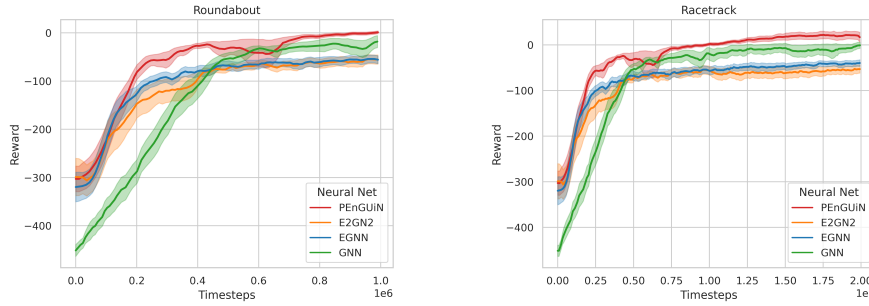 Roundabout
Reward
0
−100
−200
−300
−400
0.0 0.2 0.4 0.6 0.8 1.0
Timesteps
1e6
Neural Net
PEnGUiN
E2GN2
EGNN
GNN
Racetrack
Reward
0
−100
−200
−300
−400
0.00 0.25 0.50 0.75 1.00 1.25 1.50 1.75 2.00
Timesteps
Neural Net
PEnGUiN
E2GN2
EGNN
GNN